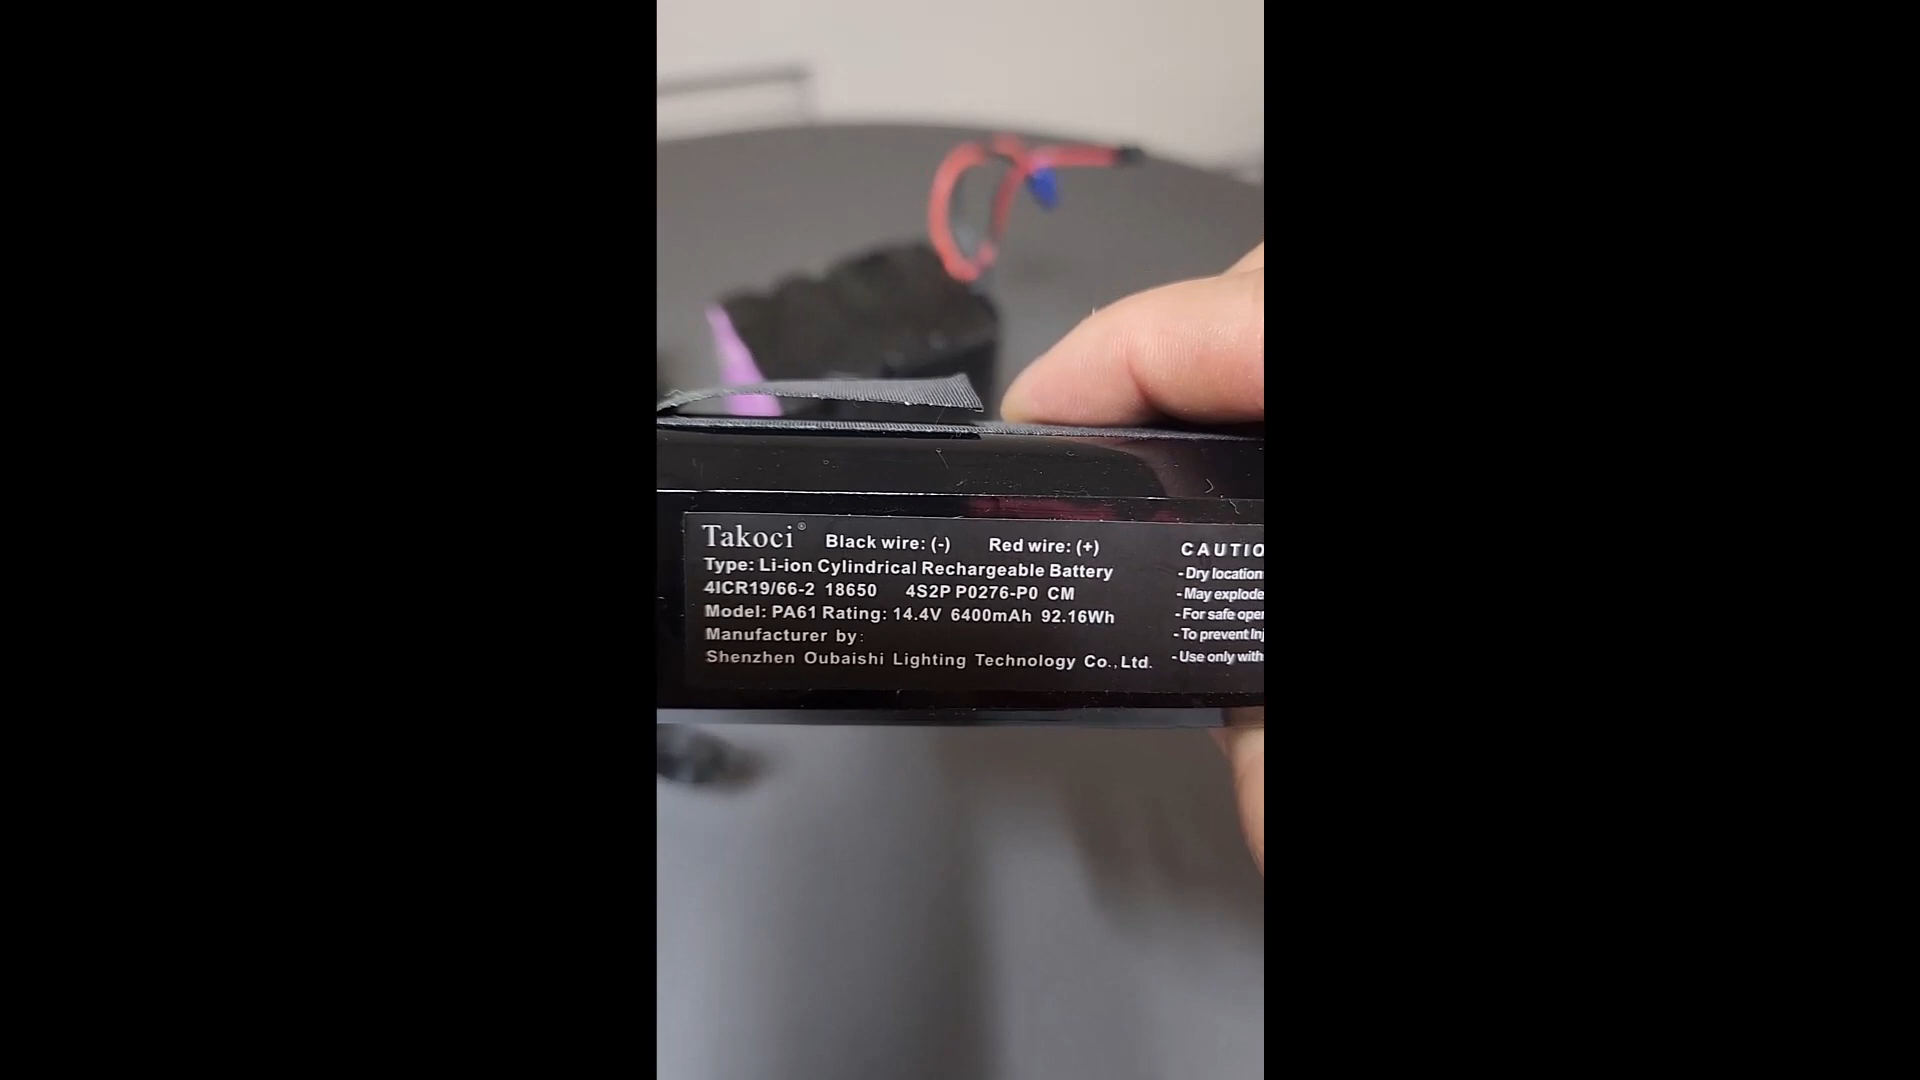 Takoci® Black wire: (-) Red wire: (+)
Type: Li-ion Cylindrical Rechargeable Battery
4ICR19/66-2 18650 4S2P P0276-P0 CM
Model: PA61 Rating: 14.4V 6400mAh 92.16Wh
Manufacturer by:
Shenzhen Oubaishi Lighting Technology Co.,Ltd.
CAUTIO
- Dry location
- May explode
- For safe oper
- To prevent Inj
- Use only with